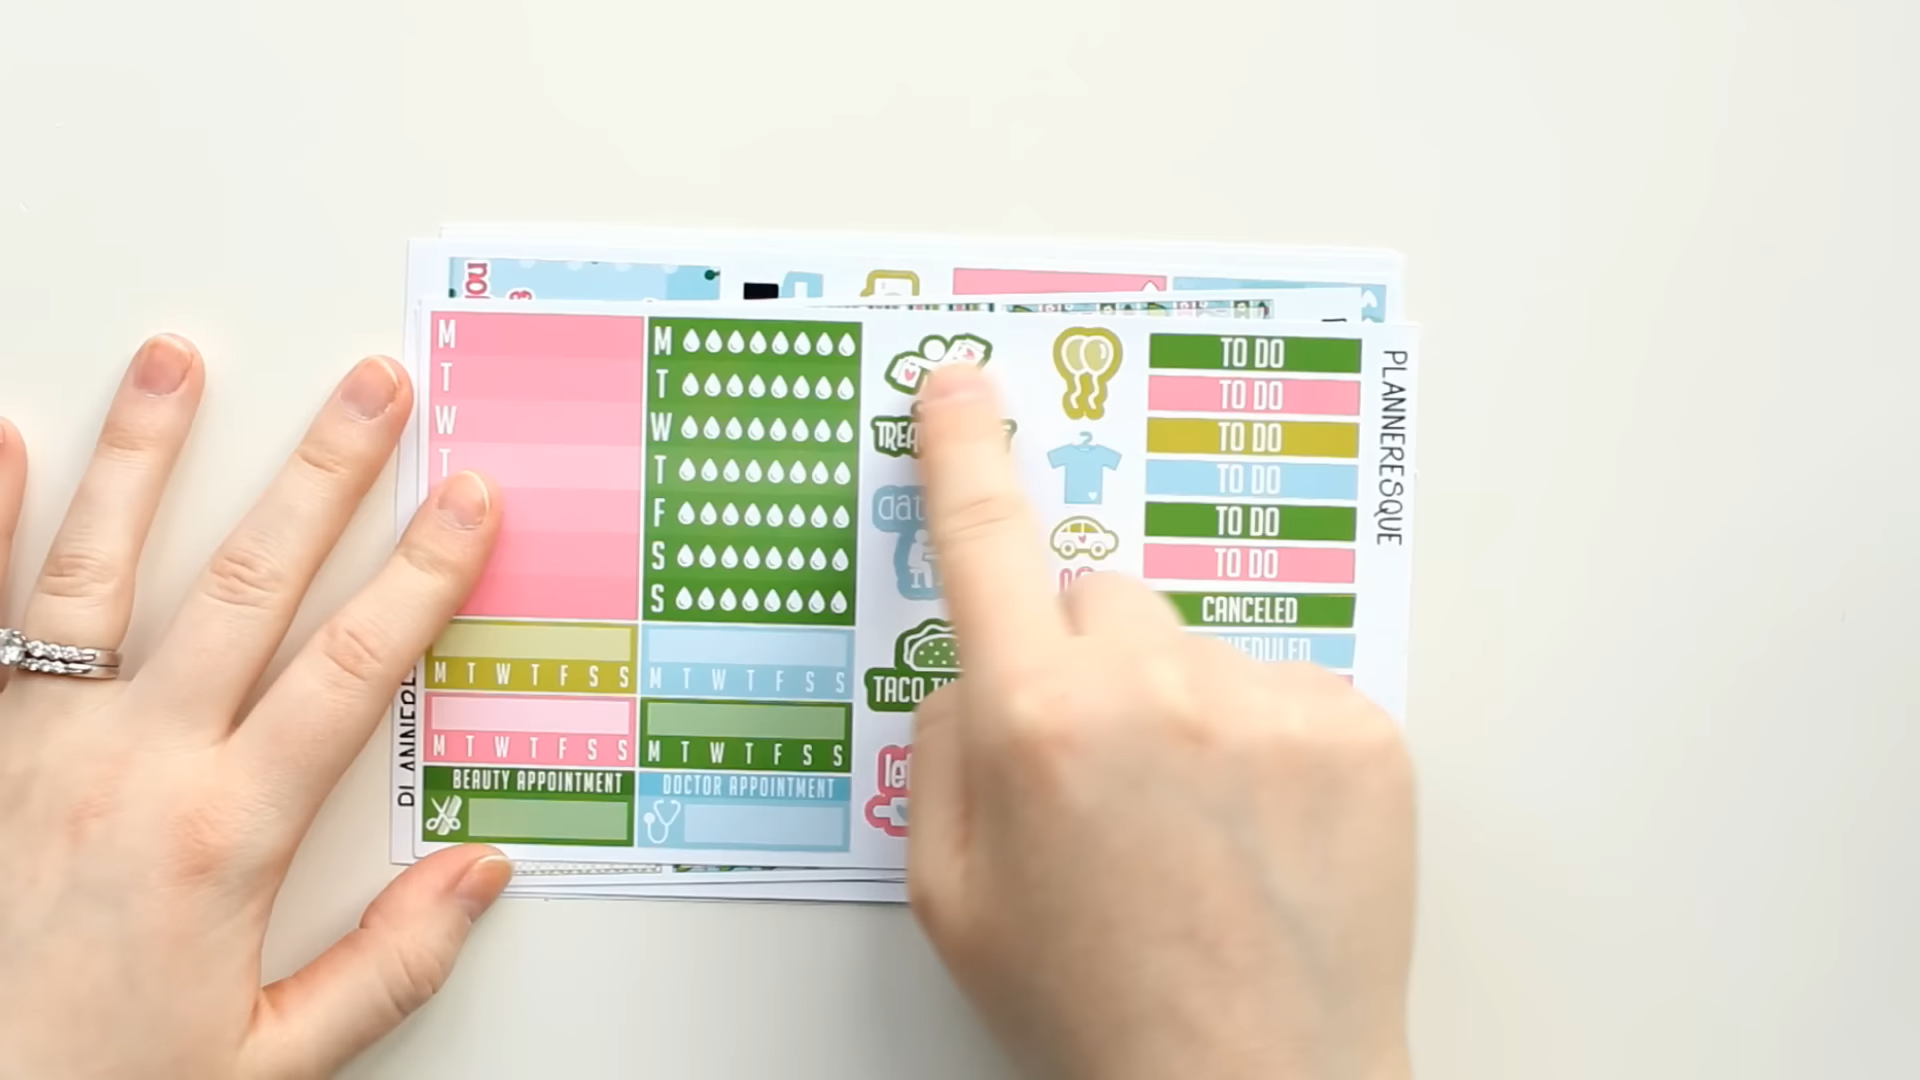 M
T
W
T
M
T
W
T
F
S
S
M T W T F S S
M T W T F S S
M T W T F S S
M T W T F S S
BEAUTY APPOINTMENT
DOCTOR APPOINTMENT
TACO
TO DO
TO DO
TO DO
TO DO
TO DO
TO DO
CANCELED
PLANNERESQUE